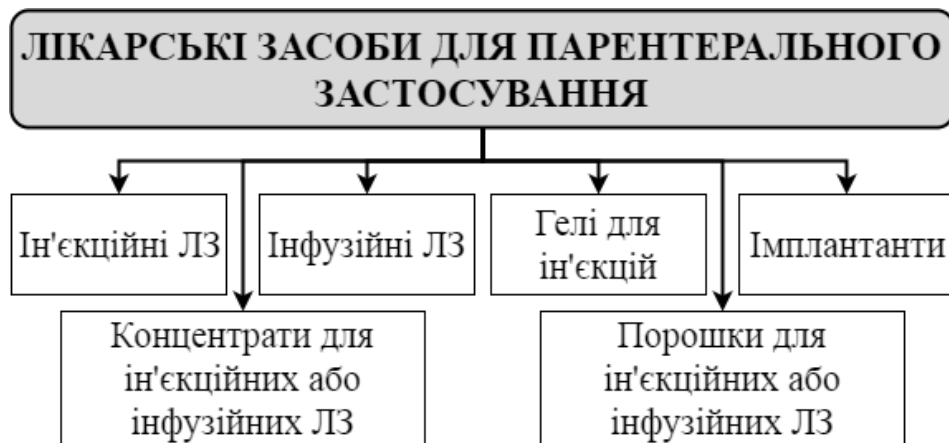 ЛІКАРСЬКІ ЗАСОБИ ДЛЯ ПАРЕНТЕРАЛЬНОГО
ЗАСТОСУВАННЯ
Ін'єкційні ЛЗ
Інфузійні ЛЗ
Гелі для
ін'єкцій
Імплантанти
Концентрати для
ін'єкційних або
інфузійних ЛЗ
Порошки для
ін'єкційних або
інфузійних ЛЗ